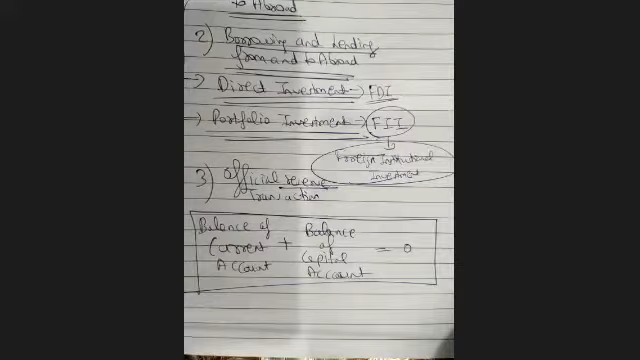 to Abroad
2) Borrowing and Lending
from and to Abroad
→ Direct Investment → FDI
→ Portfolio Investment → FII
Foreign Institutional
Investment
3) Official revenue
Transaction
Balance of Current Account + Balance of Capital Account = 0